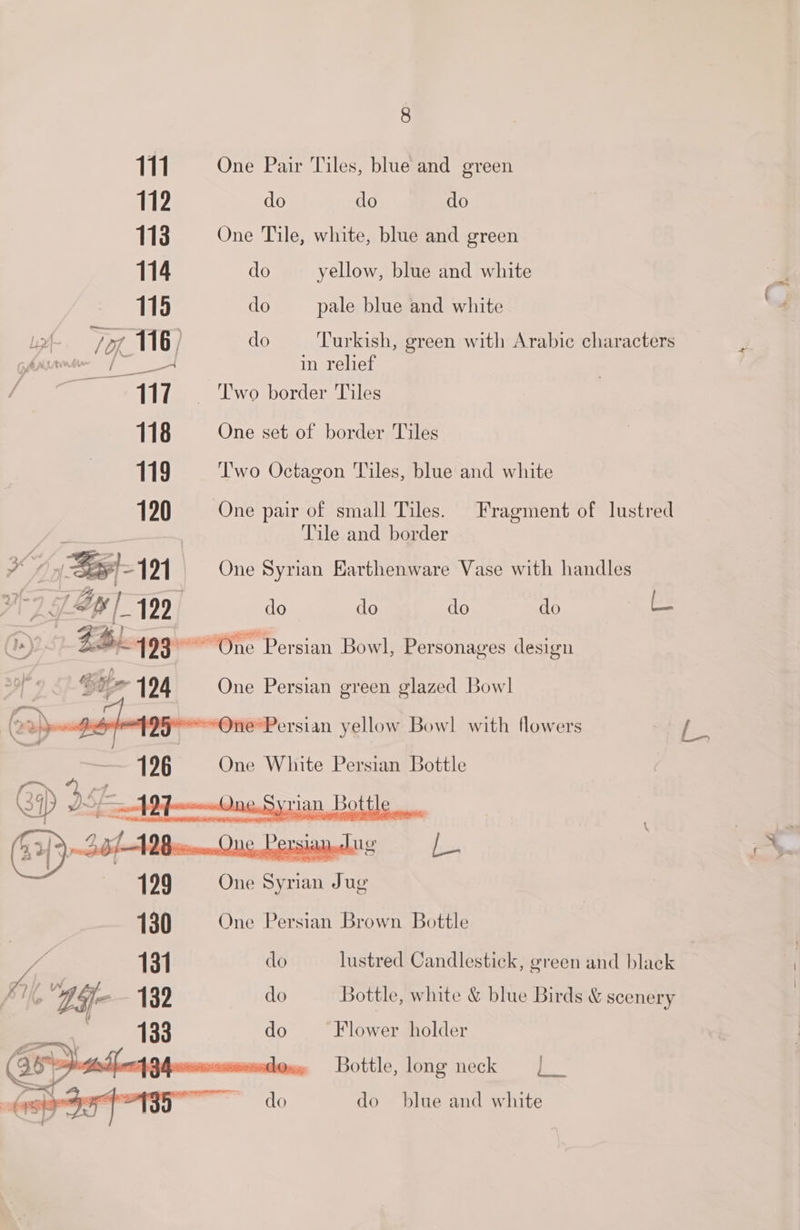 8
111 One Pair Tiles, blue and green
112 do do do
113 One Tile, white, blue and green
114 do yellow, blue and white
115 do pale blue and white
116 do Turkish, green with Arabic characters
in relief
117 Two border Tiles
118 One set of border Tiles
119 Two Octagon Tiles, blue and white
120 One pair of small Tiles. Fragment of lustred
Tile and border
121 One Syrian Earthenware Vase with handles
122 do do do do L
123 One Persian Bowl, Personages design
124 One Persian green glazed Bowl
125 One Persian yellow Bowl with flowers L
126 One White Persian Bottle
127 One Syrian Bottle
128 One Persian Jug L
129 One Syrian Jug
130 One Persian Brown Bottle
131 do lustred Candlestick, green and black
132 do Bottle, white & blue Birds & scenery
133 do Flower holder
134 do Bottle, long neck L
135 do do blue and white